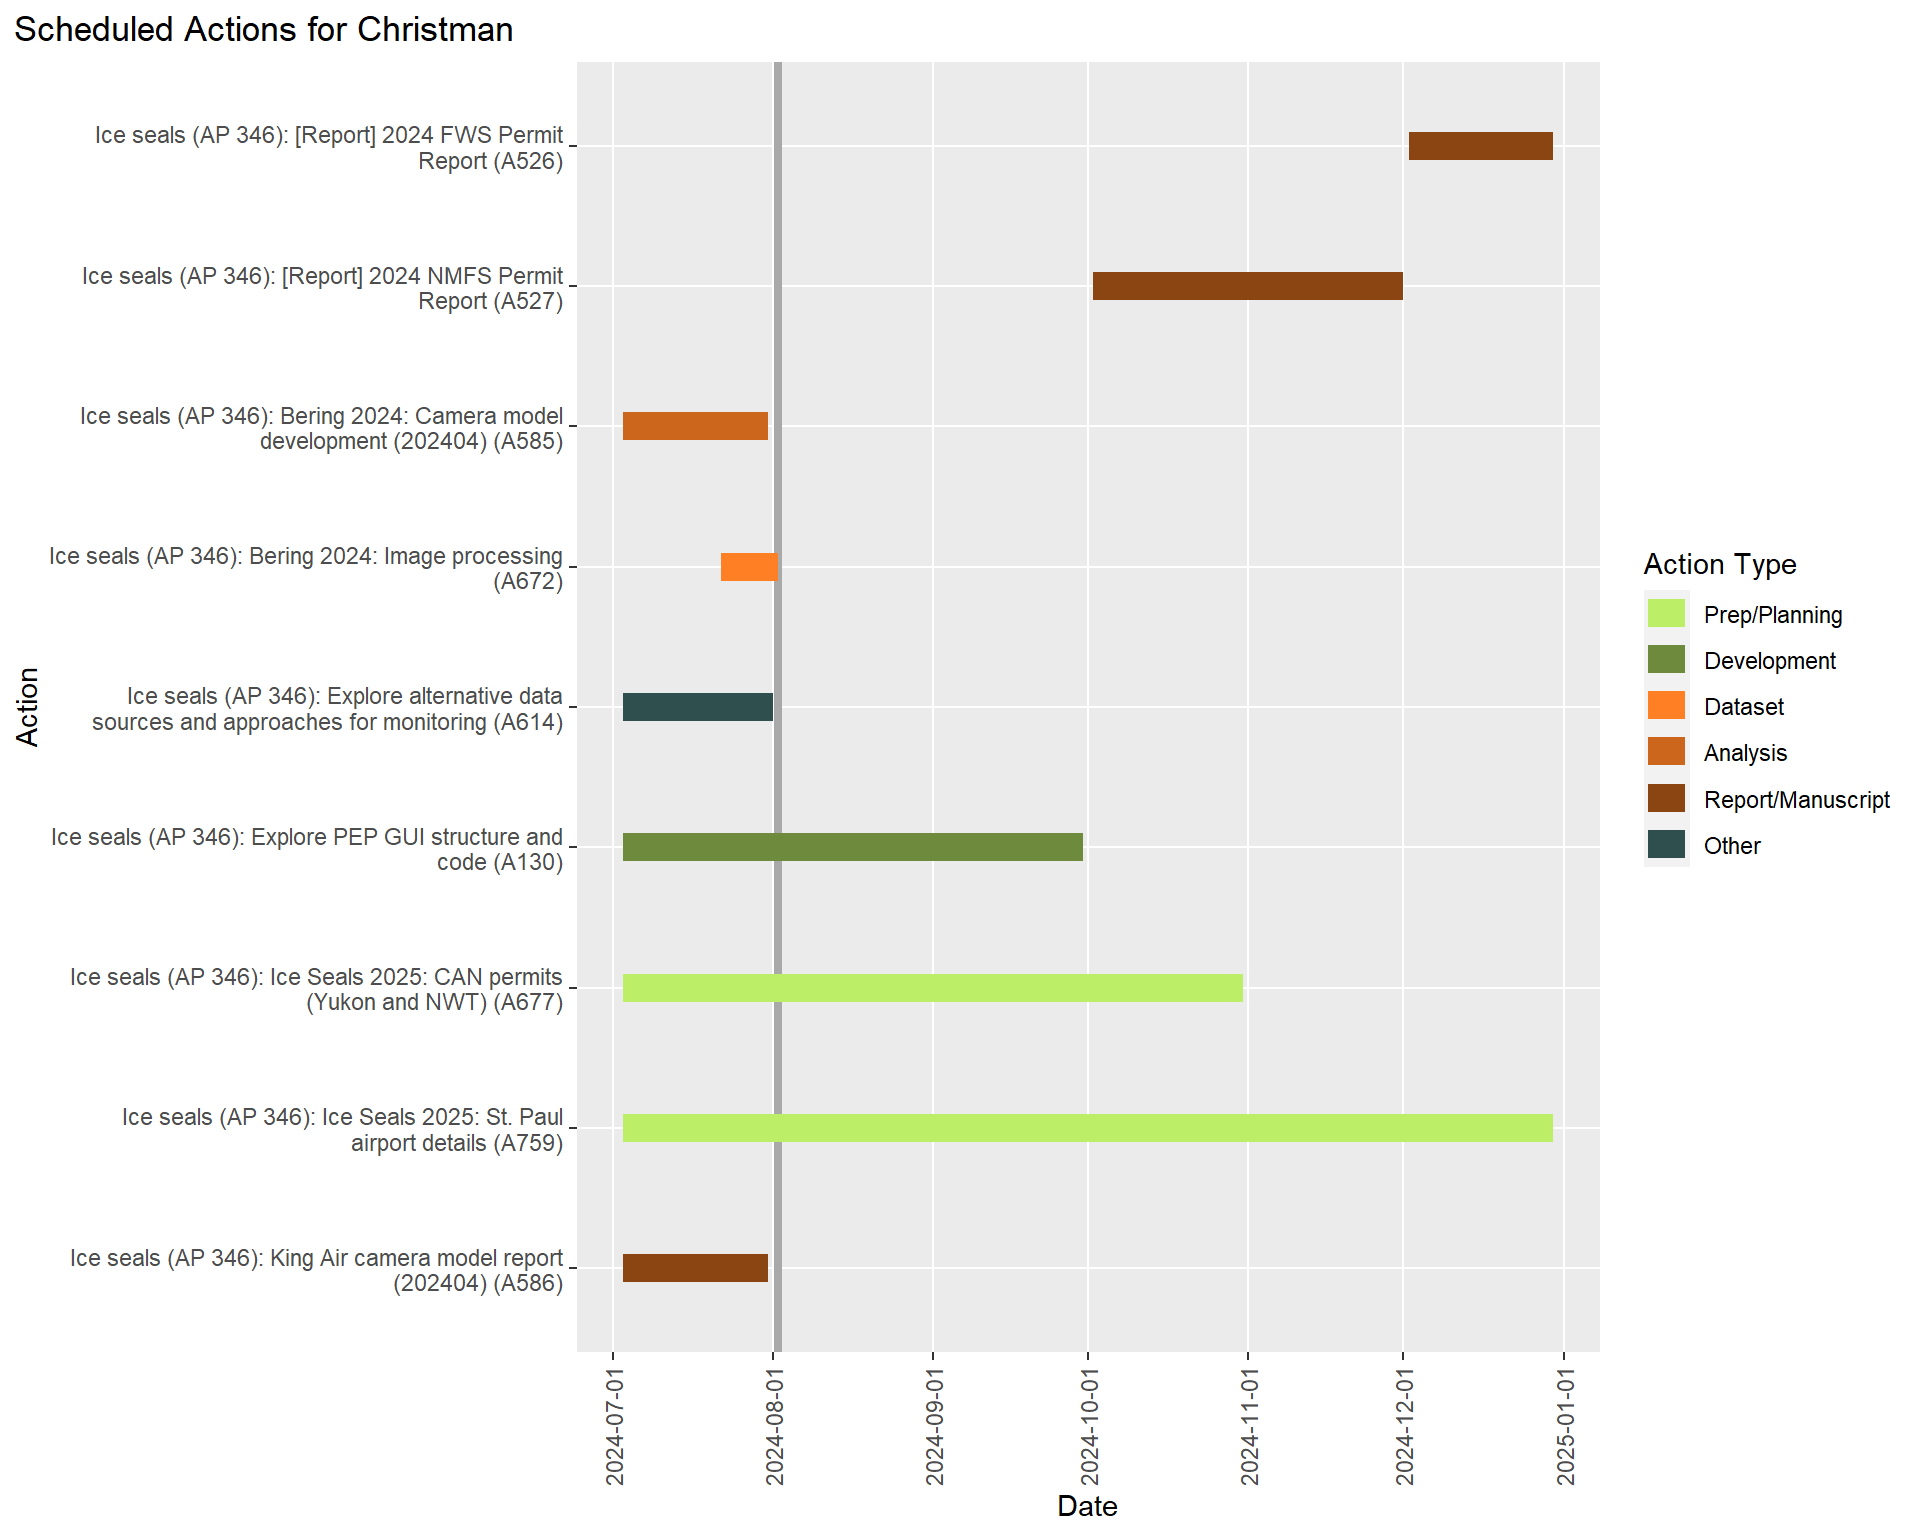 Scheduled Actions for Christman
Ice seals (AP 346): [Report] 2024 FWS Permit
Report (A526)
Ice seals (AP 346): [Report] 2024 NMFS Permit
Report (A527)
Ice seals (AP 346): Bering 2024: Camera model
development (202404) (A585)
Ice seals (AP 346): Bering 2024: Image processing
(A672)
Ice seals (AP 346): Explore alternative data
sources and approaches for monitoring (A614)
Ice seals (AP 346): Explore PEP GUI structure and
code (A130)
Ice seals (AP 346): Ice Seals 2025: CAN permits
(Yukon and NWT) (A677)
Ice seals (AP 346): Ice Seals 2025: St. Paul
airport details (A759)
Ice seals (AP 346): King Air camera model report
(202404) (A586)
Action
2024-07-01
2024-08-01
2024-09-01
2024-10-01
2024-11-01
2024-12-01
2025-01-01
Date
Action Type
Prep/Planning
Development
Dataset
Analysis
Report/Manuscript
Other